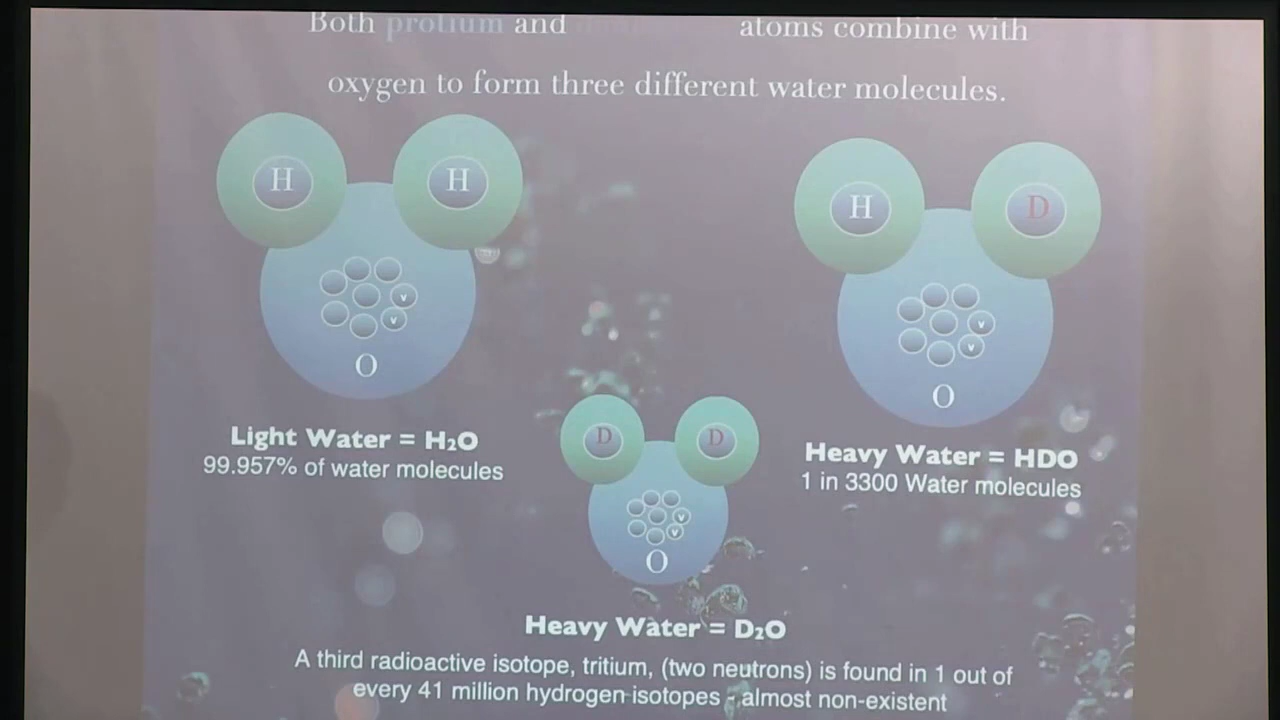 Both protium and atoms combine with
oxygen to form three different water molecules.
H H
H D
v
v
O
v
v
O
Light Water = H₂O
99.957% of water molecules
D D
v
v
O
Heavy Water = HDO
1 in 3300 Water molecules
Heavy Water = D₂O
A third radioactive isotope, tritium, (two neutrons) is found in 1 out of
every 41 million hydrogen isotopes - almost non-existent